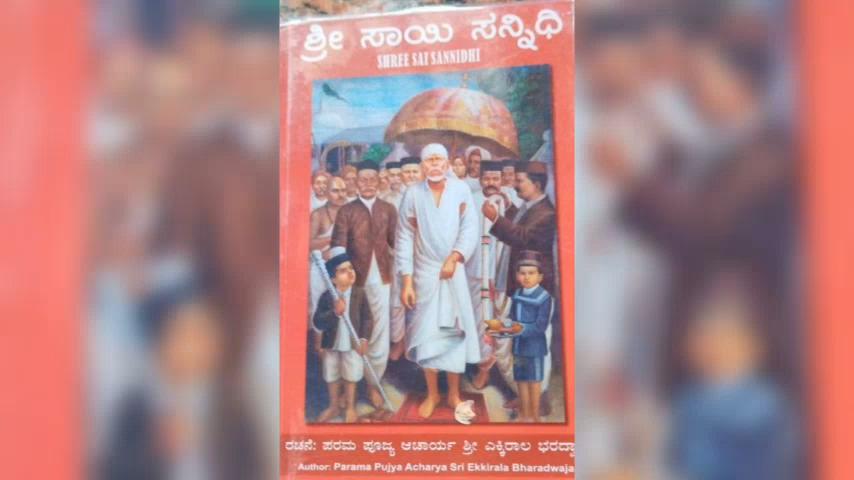 ಶ್ರೀ ಸಾಯಿ ಸನ್ನಿಧಿ
SHREE SAI SANNIDHI
ರಚನೆ: ಪರಮ ಪೂಜ್ಯ ಆಚಾರ್ಯ ಶ್ರೀ ಎಕ್ಕಿರಾಲ
Author: Parama Pujya Acharya Sri Ekkirala Bharadwaja